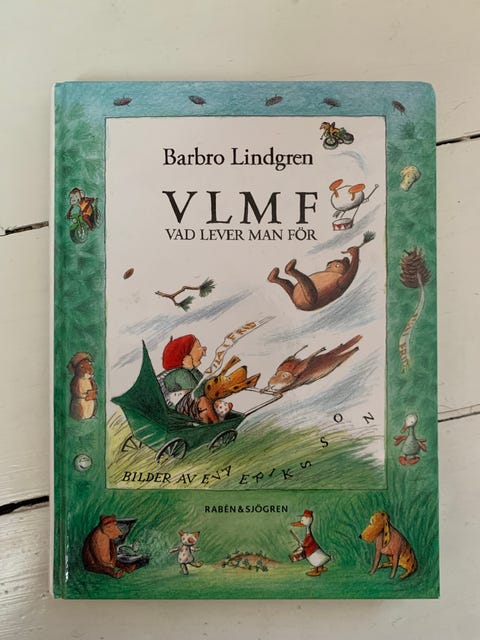 Barbro Lindgren
VLMF
VAD LEVER MAN FÖR
BILDER AV EVA ERIKSSON
RABÉN & SJÖGREN